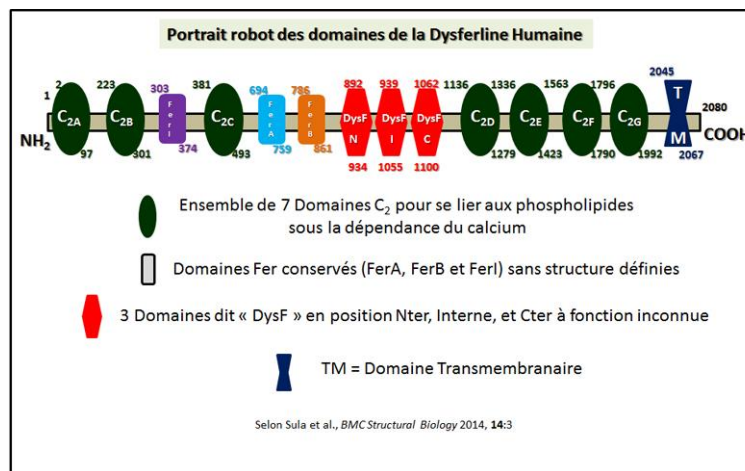 Portrait robot des domaines de la Dysferline Humaine
2045
2 223 303 381 694 786 892 939 1062 1136 1336 1563 1796
1 2080
C2A C2B FerI C2C FerA FerB DysF N DysF I DysF C C2D C2E C2F C2G T M
NH2 COOH
97 301 374 493 759 861 934 1055 1100 1279 1423 1790 1992 2067
Ensemble de 7 Domaines C2 pour se lier aux phospholipides
sous la dépendance du calcium
Domaines Fer conservés (FerA, FerB et FerI) sans structure définies
3 Domaines dit « DysF » en position Nter, Interne, et Cter à fonction inconnue
TM = Domaine Transmembranaire
Selon Sula et al., BMC Structural Biology 2014, 14:3